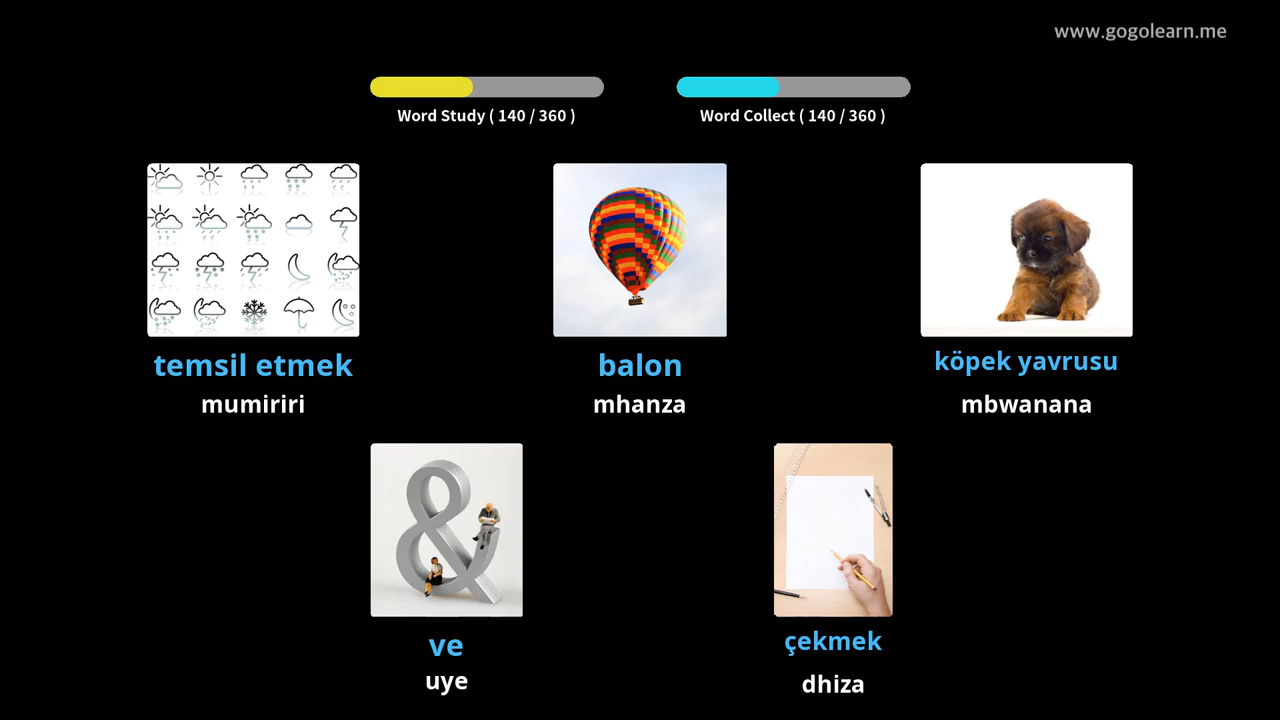 www.gogolearn.me
Word Study ( 140 / 360 )
Word Collect ( 140 / 360 )
temsil etmek
mumiriri
balon
mhanza
köpek yavrusu
mbwanana
&
ve
uye
çekmek
dhiza